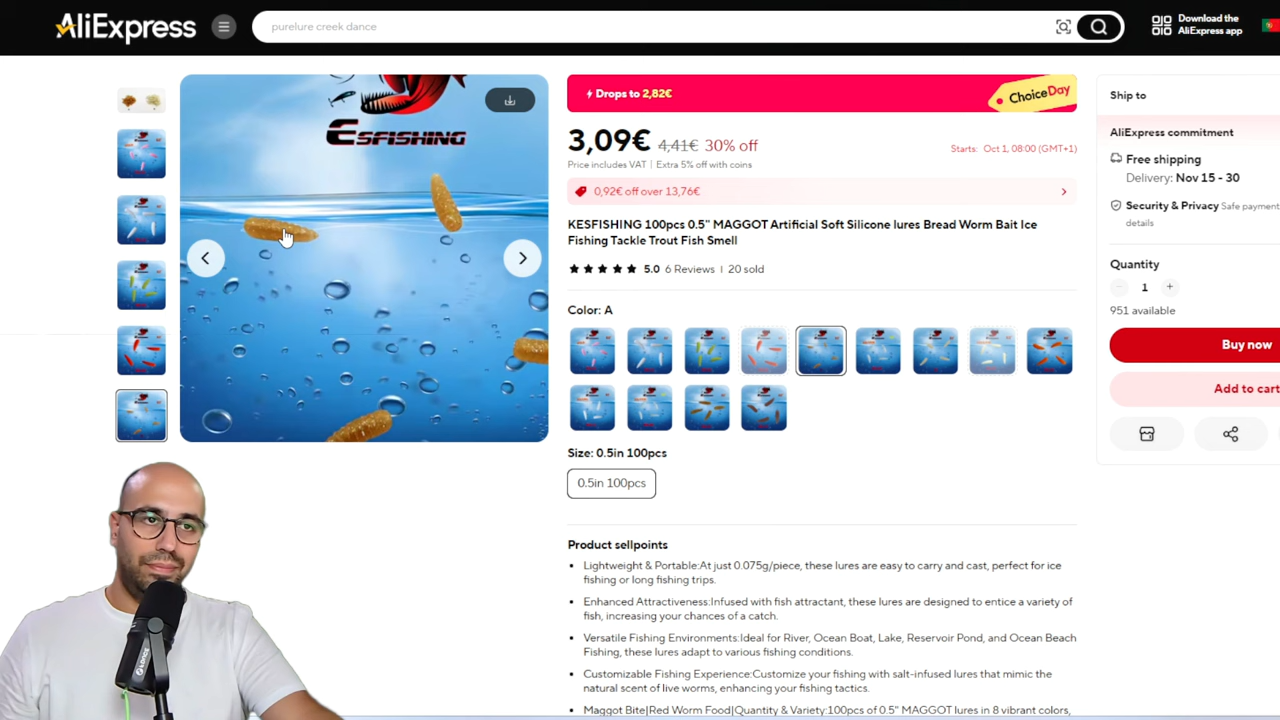 AliExpress
purelure creek dance
Download the
AliExpress app
ESFISHING
Drops to 2,82€
ChoiceDay
3,09€ 4,41€ 30% off
Starts: Oct 1, 08:00 (GMT+1)
Price includes VAT | Extra 5% off with coins
0,92€ off over 13,76€
KESFISHING 100pcs 0.5" MAGGOT Artificial Soft Silicone lures Bread Worm Bait Ice
Fishing Tackle Trout Fish Smell
5.0 6 Reviews | 20 sold
Color: A
Size: 0.5in 100pcs
0.5in 100pcs
Product sellpoints
• Lightweight & Portable:At just 0.075g/piece, these lures are easy to carry and cast, perfect for ice
fishing or long fishing trips.
• Enhanced Attractiveness:Infused with fish attractant, these lures are designed to entice a variety of
fish, increasing your chances of a catch.
• Versatile Fishing Environments:Ideal for River, Ocean Boat, Lake, Reservoir Pond, and Ocean Beach
Fishing, these lures adapt to various fishing conditions.
• Customizable Fishing Experience:Customize your fishing with salt-infused lures that mimic the
natural scent of live worms, enhancing your fishing tactics.
• Maggot Bite|Red Worm Food|Quantity & Variety:100pcs of 0.5" MAGGOT lures in 8 vibrant colors,
Ship to
AliExpress commitment
Free shipping
Delivery: Nov 15 - 30
Security & Privacy Safe payment
details
Quantity
1
951 available
Buy now
Add to cart